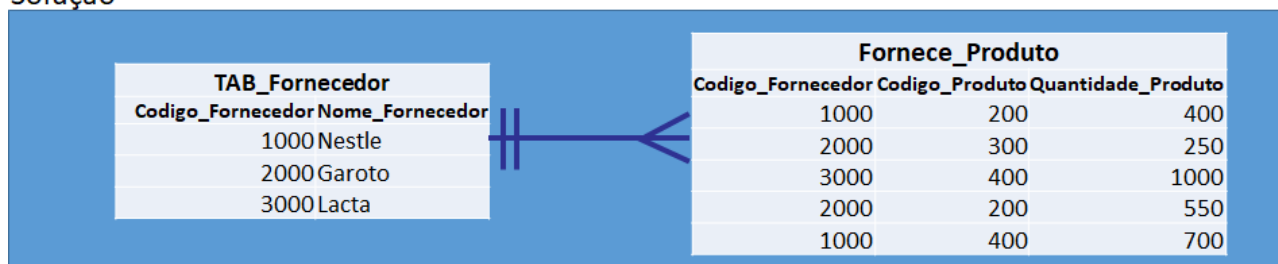 Solução
TAB_Fornecedor
Codigo_Fornecedor Nome_Fornecedor
1000 Nestle
2000 Garoto
3000 Lacta
Fornece_Produto
Codigo_Fornecedor Codigo_Produto Quantidade_Produto
1000 200 400
2000 300 250
3000 400 1000
2000 200 550
1000 400 700